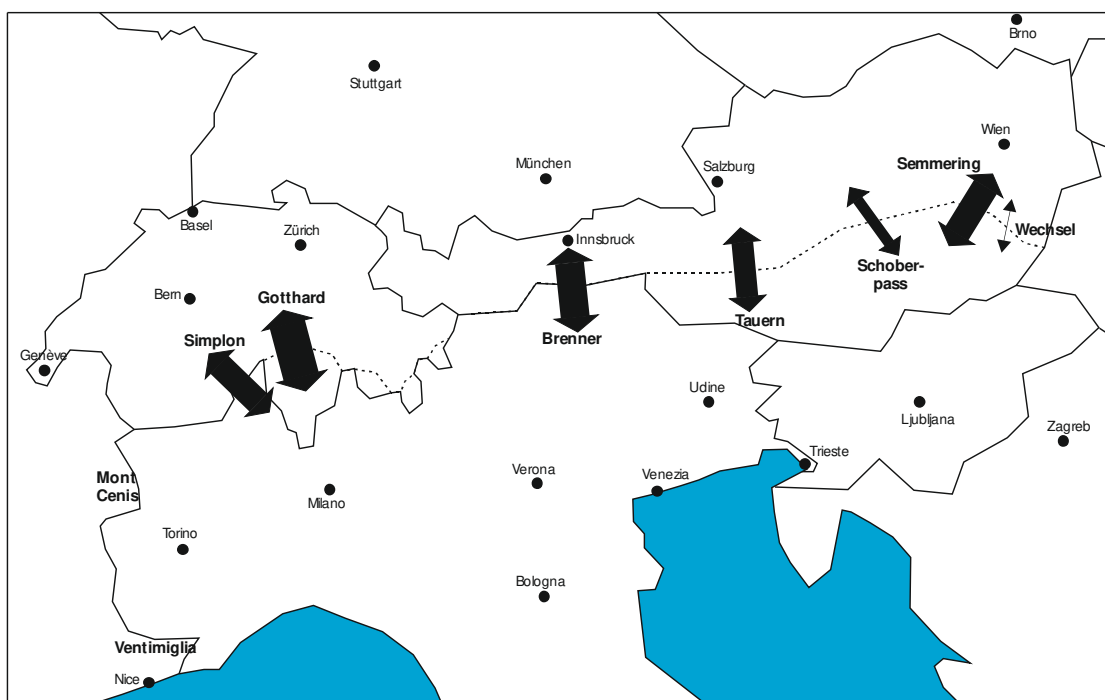 Brno
Stuttgart
Wien
München
Salzburg
Semmering
Basel
Zürich
Innsbruck
Wechsel
Schober-
pass
Bern
Gotthard
Tauern
Simplon
Brenner
Genève
Udine
Ljubljana
Zagreb
Trieste
Mont
Cenis
Verona
Venezia
Milano
Torino
Bologna
Ventimiglia
Nice